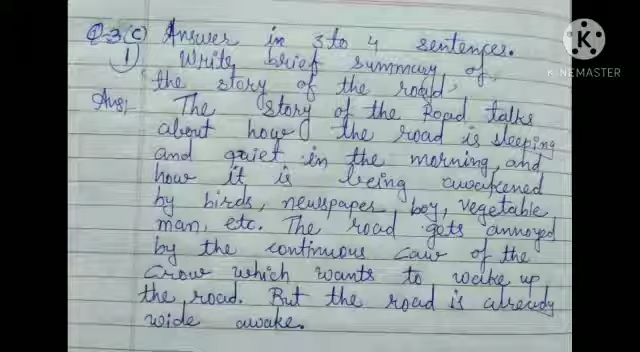 Q-3(C) Answer in 3 to 4 sentences.
1) Write brief summary of
the story of the road.
Ans:- The story of the Road talks
about how the road is sleeping
and quiet in the morning, and
how it is being awakened
by birds, newspaper boy, vegetable
man, etc. The road gets annoyed
by the continuous caw of the
crow which wants to wake up
the road. But the road is already
wide awake.
KINEMASTER